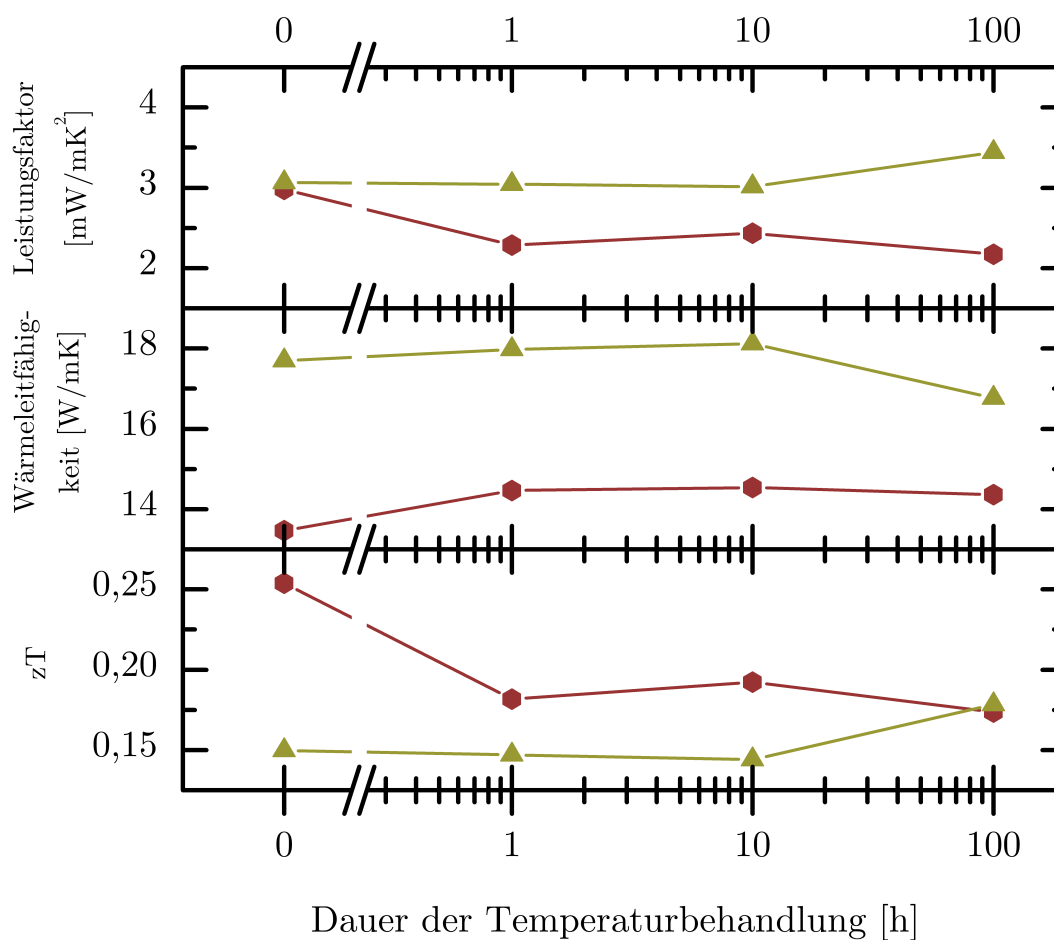 0 1 10 100
Leistungsfaktor
[mW/mK²]
4
3
2
Wärmeleitfähig-
keit [W/mK]
18
16
14
zT
0,25
0,20
0,15
0 1 10 100
Dauer der Temperaturbehandlung [h]